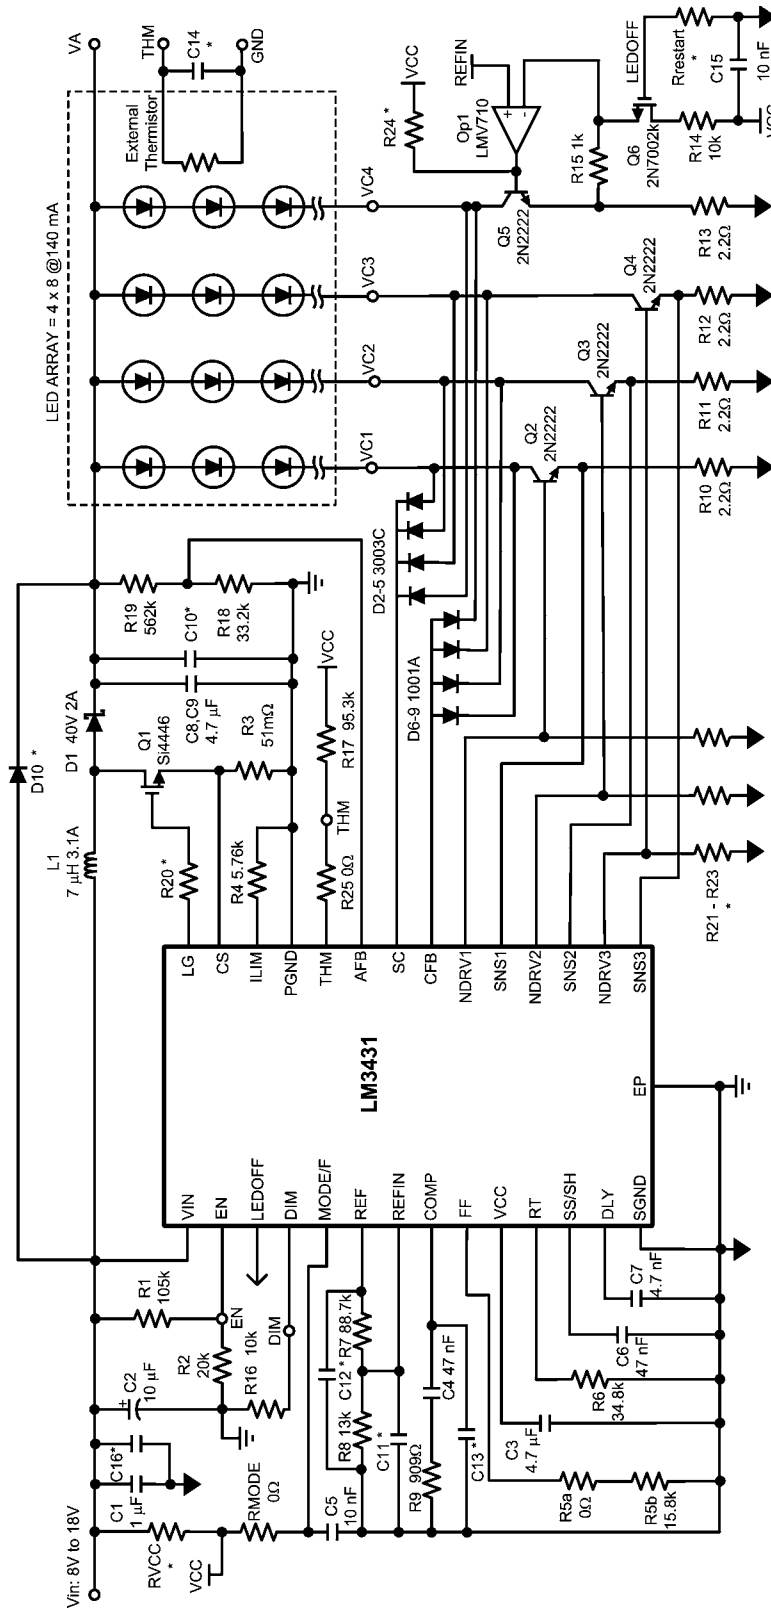 Vin: 8V to 18V
RVCC
*
VCC
C1
1 µF
C16*
C2
10 µF
+
R1
105k
R2
20k
EN
RMODE
0Ω
R16 10k
DIM
C5
10 nF
R8 13k
C12 *
R7 88.7k
C11 *
R9 909Ω
C4 47 nF
C13 *
C3
4.7 µF
R5a
0Ω
R5b
15.8k
R6
34.8k
C6
47 nF
C7
4.7 nF
VIN
EN
LEDOFF
DIM
MODE/F
REF
REFIN
COMP
FF
VCC
RT
SS/SH
DLY
SGND
LM3431
EP
LG
CS
ILIM
PGND
THM
AFB
SC
CFB
NDRV1
SNS1
NDRV2
SNS2
NDRV3
SNS3
D10 *
L1
7 µH 3.1A
D1 40V 2A
Q1
Si4446
R20 *
R4 5.76k
R3
51mΩ
C8,C9
4.7 µF
C10*
R19
562k
R18
33.2k
R25 0Ω
THM
R17 95.3k
VCC
D2-5 3003C
D6-9 1001A
R21 - R23
*
LED ARRAY = 4 x 8 @140 mA
External
Thermistor
VA
THM
C14
*
GND
VC1
VC2
VC3
VC4
R24 *
VCC
REFIN
Op1
LMV710
+
-
Q2
2N2222
Q3
2N2222
Q4
2N2222
Q5
2N2222
R15 1k
Q6
2N7002k
LEDOFF
Rrestart
*
R14
10k
C15
10 nF
VCC
R10
2.2Ω
R11
2.2Ω
R12
2.2Ω
R13
2.2Ω